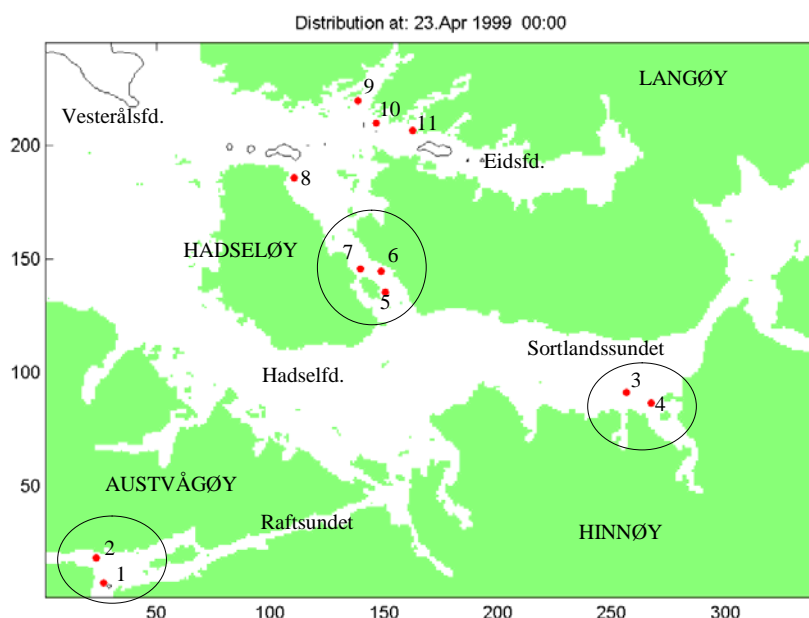 Distribution at: 23.Apr 1999 00:00
LANGØY
9
Vesterålsfd.
10
11
200
Eidsfd.
8
HADSELØY
7
6
150
5
Sortlandssundet
100
Hadselfd.
3
4
50
AUSTVÅGØY
Raftsundet
HINNØY
2
1
50
100
150
200
250
300